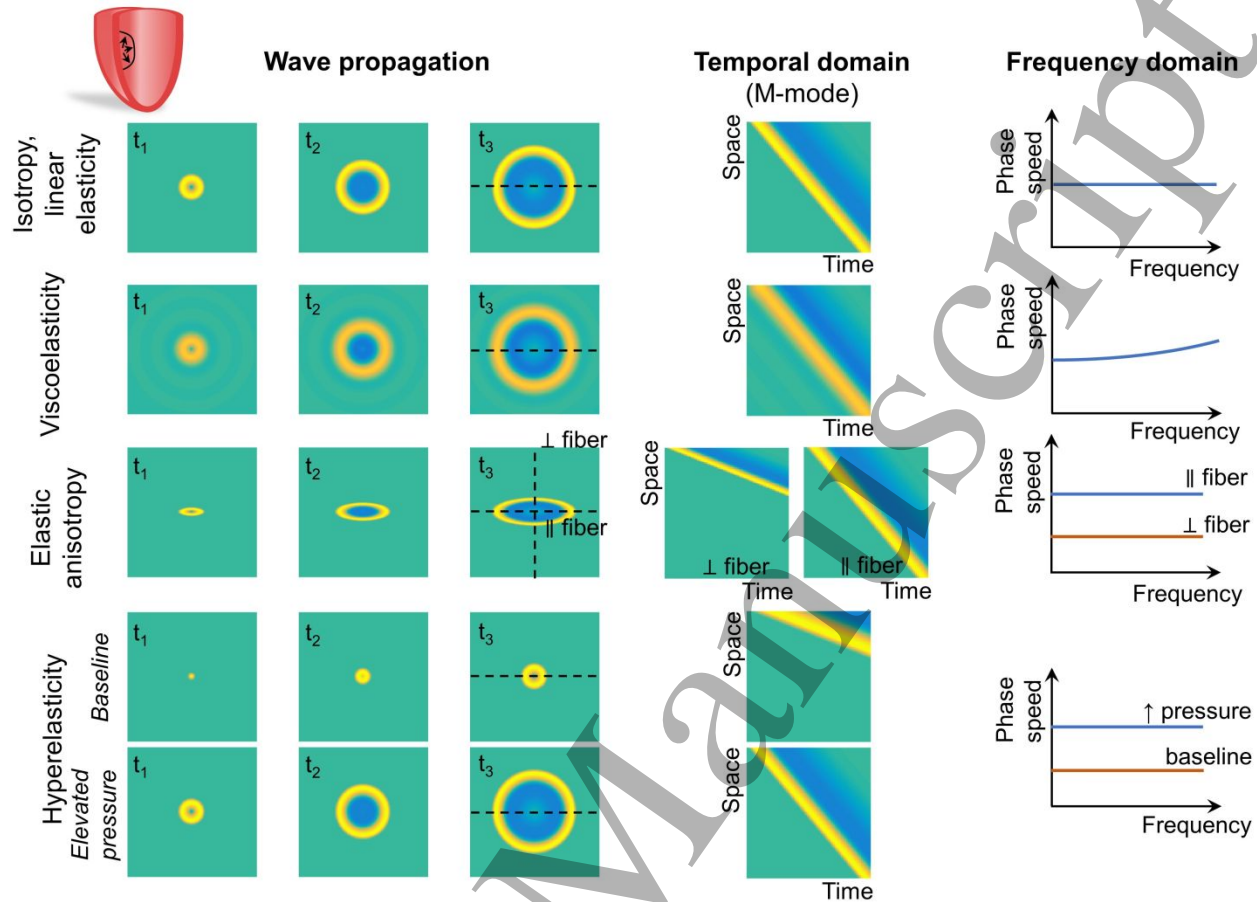 Wave propagation
Temporal domain
(M-mode)
Frequency domain
Isotropy,
linear
elasticity
t1
t2
t3
Space
Time
Phase
speed
Frequency
Viscoelasticity
t1
t2
t3
Space
Time
Phase
speed
Frequency
Elastic
anisotropy
t1
t2
t3
⊥ fiber
∥ fiber
Space
⊥ fiber
Time
∥ fiber
Time
Phase
speed
∥ fiber
⊥ fiber
Frequency
Hyperelasticity
Baseline
t1
t2
t3
Space
Elevated
pressure
t1
t2
t3
Space
Time
Phase
speed
↑ pressure
baseline
Frequency
Manuscript